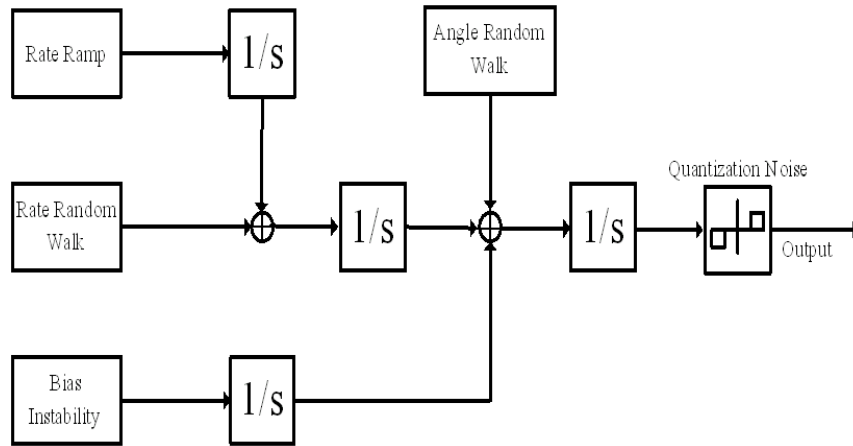 Rate Ramp
1/s
Angle Random
Walk
Rate Random
Walk
1/s
1/s
Quantization Noise
Output
Bias
Instability
1/s